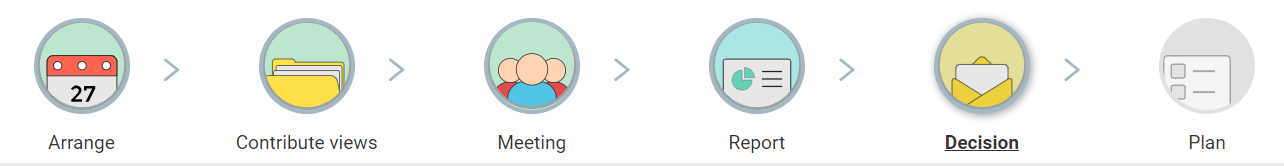 27
Arrange
Contribute views
Meeting
Report
Decision
Plan